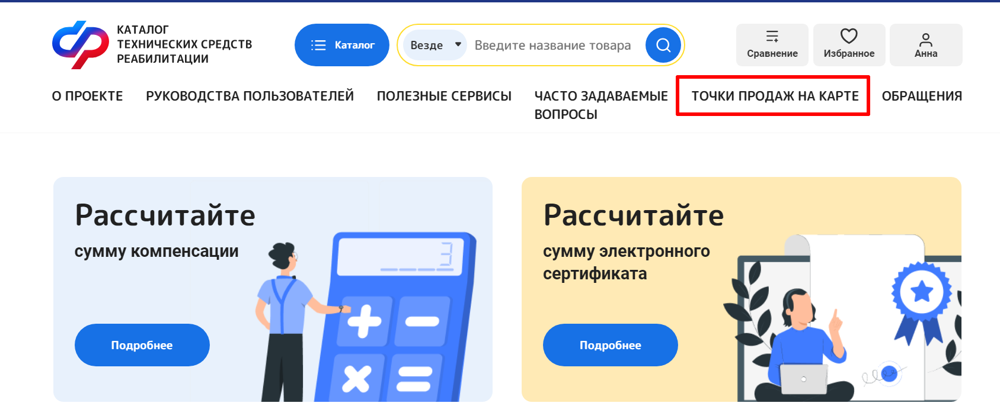 КАТАЛОГ
ТЕХНИЧЕСКИХ СРЕДСТВ
РЕАБИЛИТАЦИИ
Каталог
Везде
Введите название товара
Сравнение
Избранное
Анна
О ПРОЕКТЕ
РУКОВОДСТВА ПОЛЬЗОВАТЕЛЕЙ
ПОЛЕЗНЫЕ СЕРВИСЫ
ЧАСТО ЗАДАВАЕМЫЕ
ВОПРОСЫ
ТОЧКИ ПРОДАЖ НА КАРТЕ
ОБРАЩЕНИЯ
Рассчитайте
сумму компенсации
3
Подробнее
Рассчитайте
сумму электронного
сертификата
Подробнее